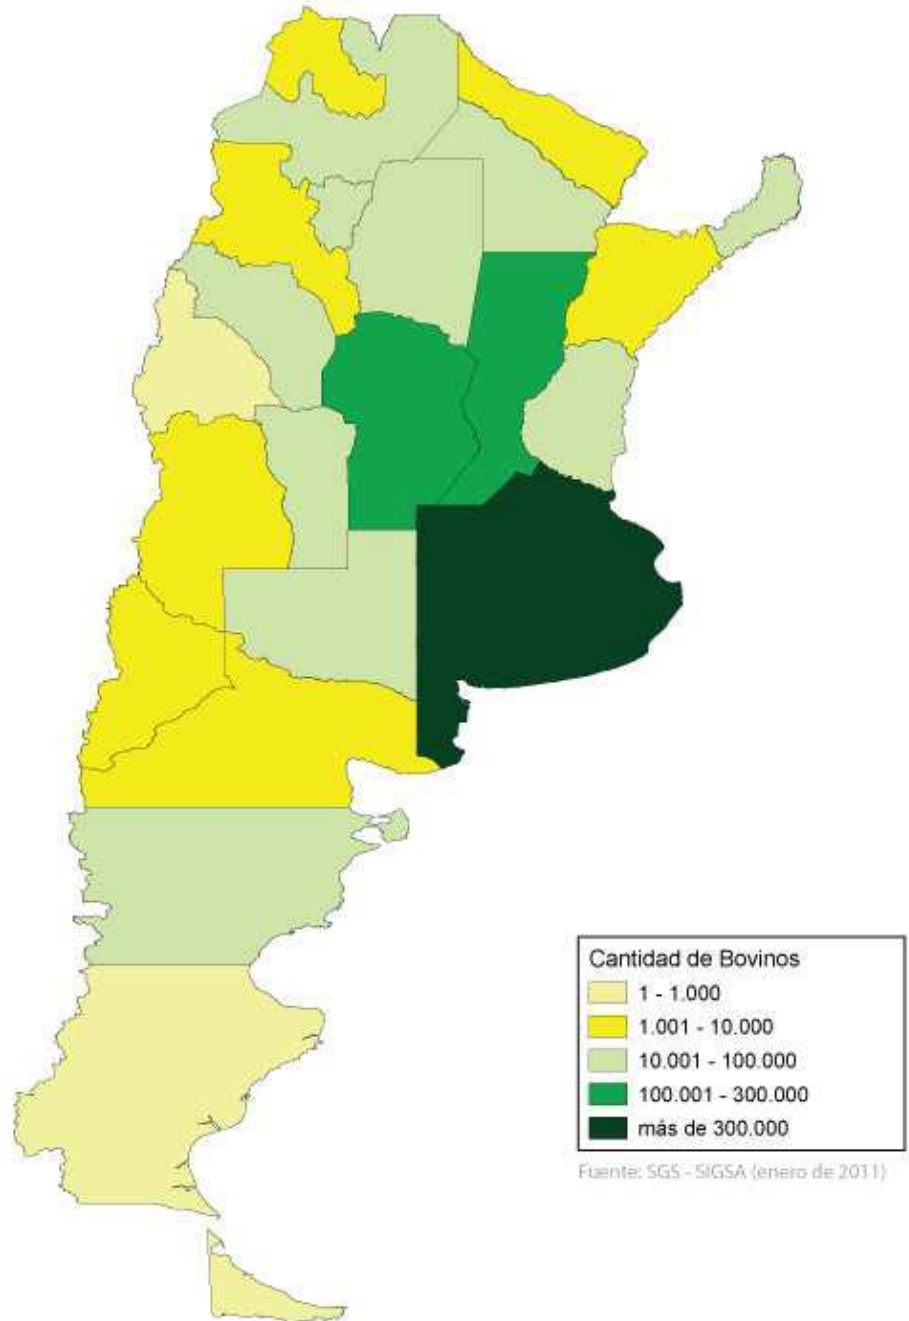 Cantidad de Bovinos
1 - 1.000
1.001 - 10.000
10.001 - 100.000
100.001 - 300.000
más de 300.000
Fuente: SGS - SIGSA (enero de 2011)